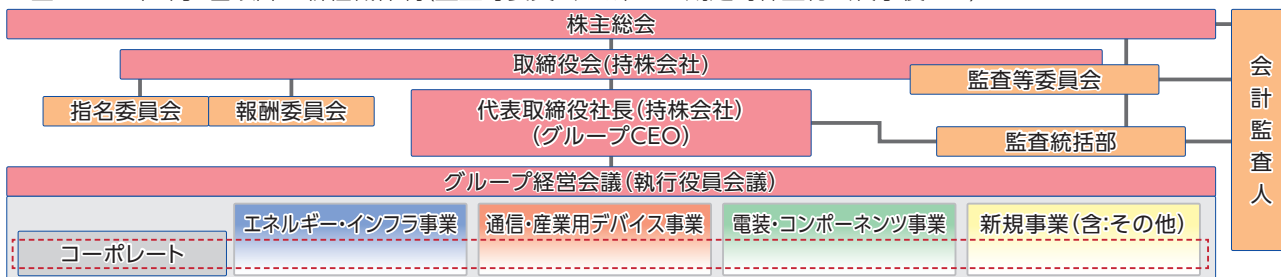 株主総会
取締役会(持株会社)
監査等委員会
指名委員会
報酬委員会
代表取締役社長(持株会社)
(グループCEO)
監査統括部
会計監査人
グループ経営会議(執行役員会議)
エネルギー・インフラ事業
通信・産業用デバイス事業
電装・コンポーネンツ事業
新規事業(含:その他)
コーポレート